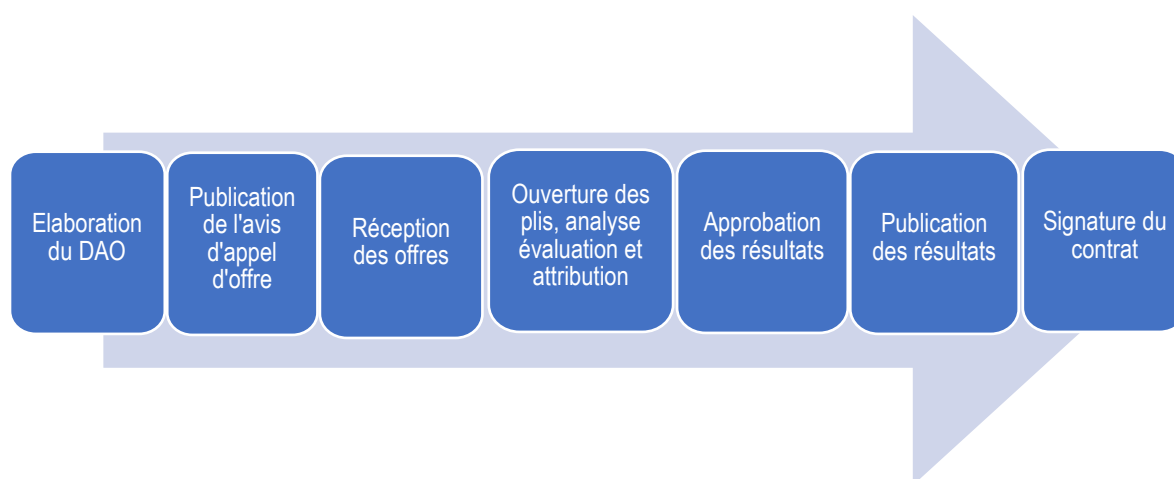 Elaboration
du DAO
Publication
de l'avis
d'appel
d'offre
Réception
des offres
Ouverture des
plis, analyse
évaluation et
attribution
Approbation
des résultats
Publication
des résultats
Signature du
contrat